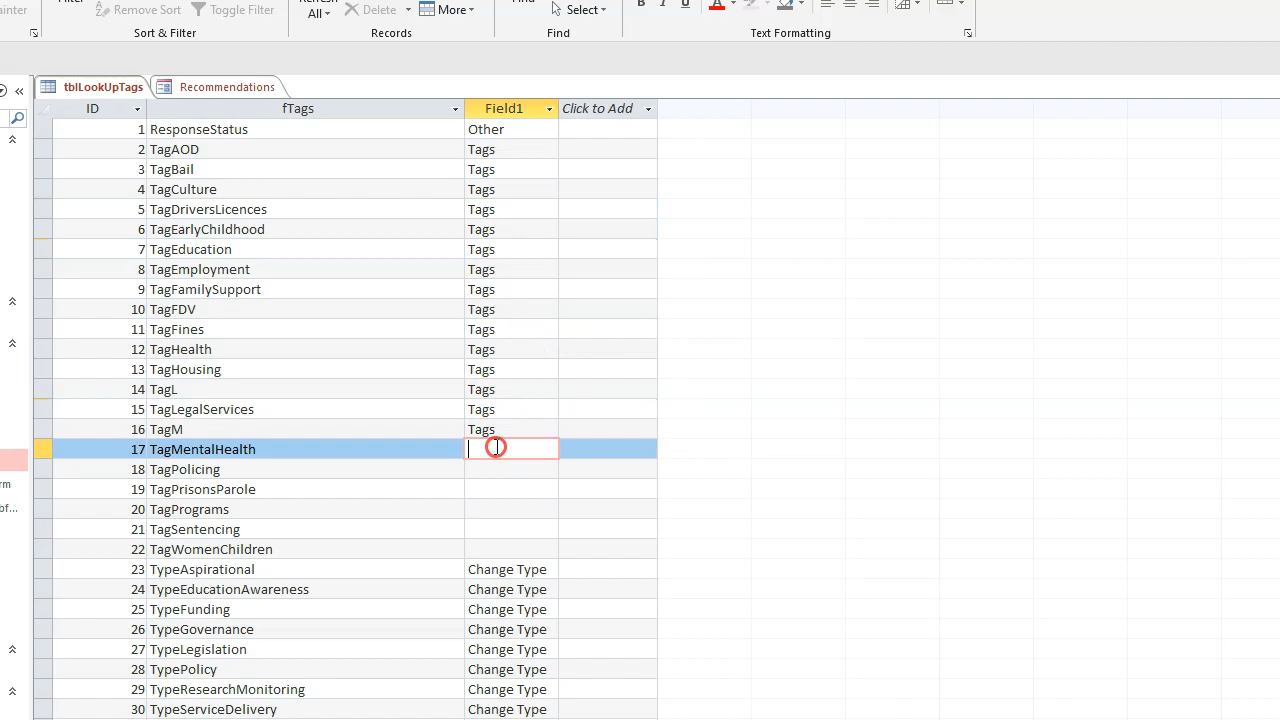 ainter
Remove Sort
Toggle Filter
All
Delete
More
Select
B I U A
Sort & Filter
Records
Find
Text Formatting
tblLookUpTags
Recommendations
ID fTags Field1 Click to Add
1 ResponseStatus Other
2 TagAOD Tags
3 TagBail Tags
4 TagCulture Tags
5 TagDriversLicences Tags
6 TagEarlyChildhood Tags
7 TagEducation Tags
8 TagEmployment Tags
9 TagFamilySupport Tags
10 TagFDV Tags
11 TagFines Tags
12 TagHealth Tags
13 TagHousing Tags
14 TagL Tags
15 TagLegalServices Tags
16 TagM Tags
17 TagMentalHealth
18 TagPolicing
19 TagPrisonsParole
20 TagPrograms
21 TagSentencing
22 TagWomenChildren
23 TypeAspirational Change Type
24 TypeEducationAwareness Change Type
25 TypeFunding Change Type
26 TypeGovernance Change Type
27 TypeLegislation Change Type
28 TypePolicy Change Type
29 TypeResearchMonitoring Change Type
30 TypeServiceDelivery Change Type
rm
bf...